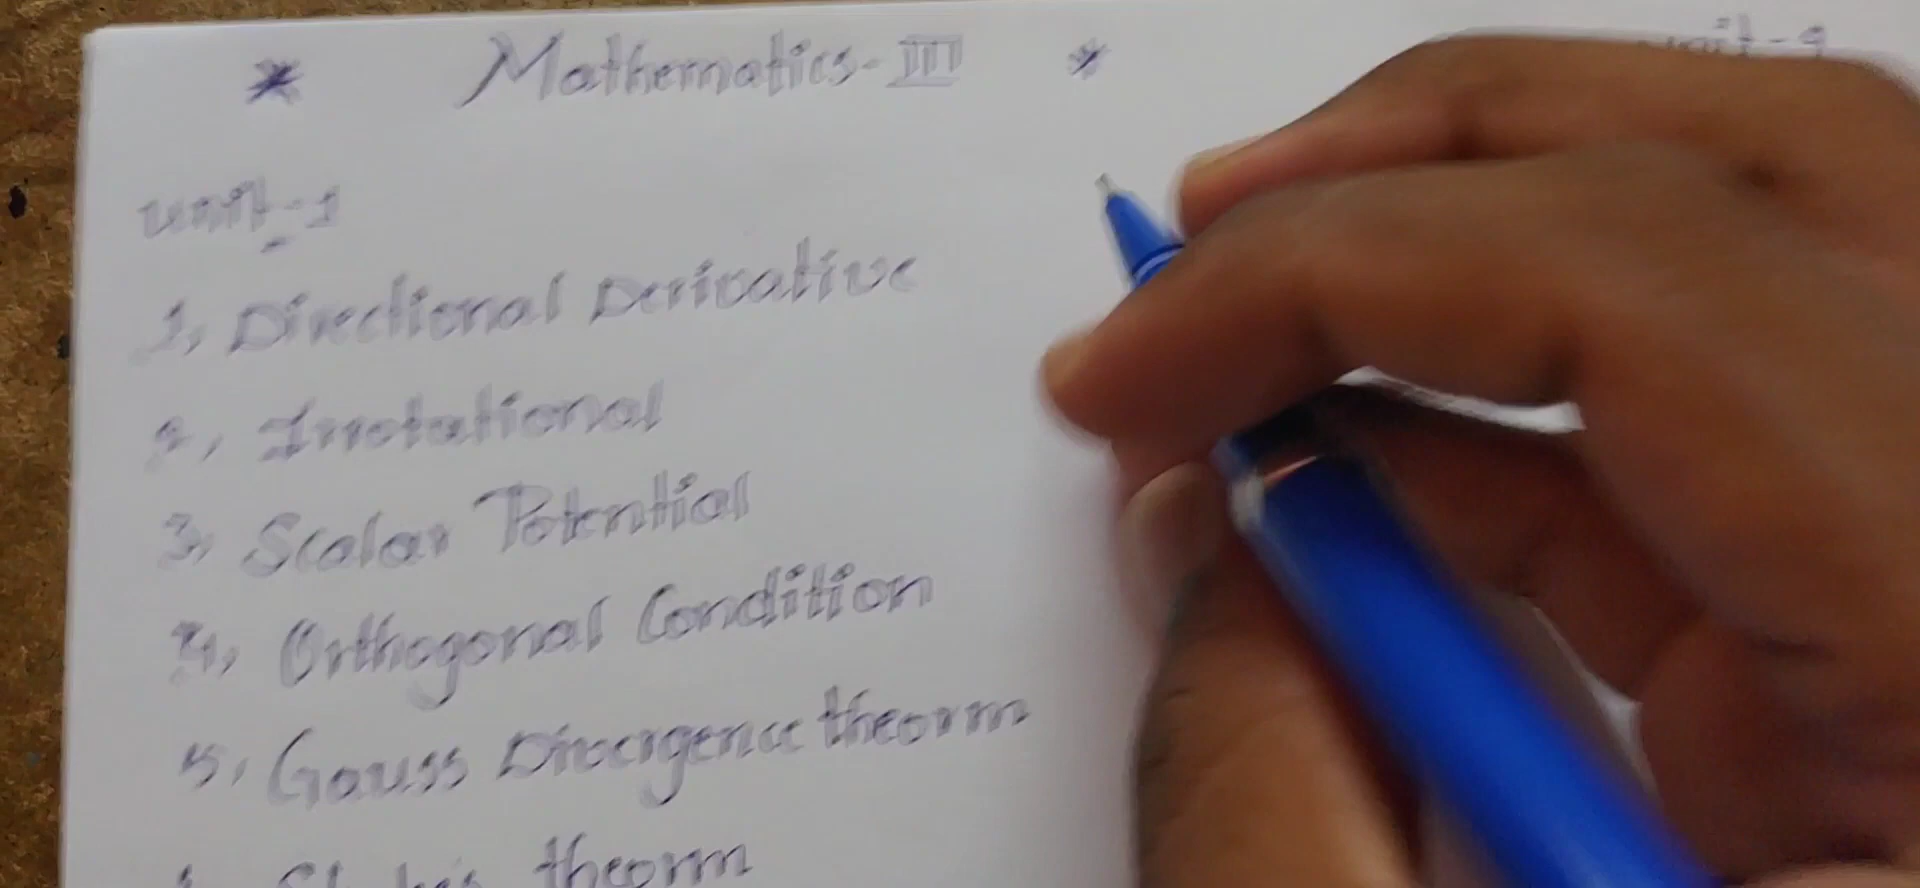 * Mathematics-III *
unit-1
1, Directional Derivative
2, Irrotational
3, Scalar Potential
4, Orthogonal Condition
5, Gauss Divergence theorm
theorm